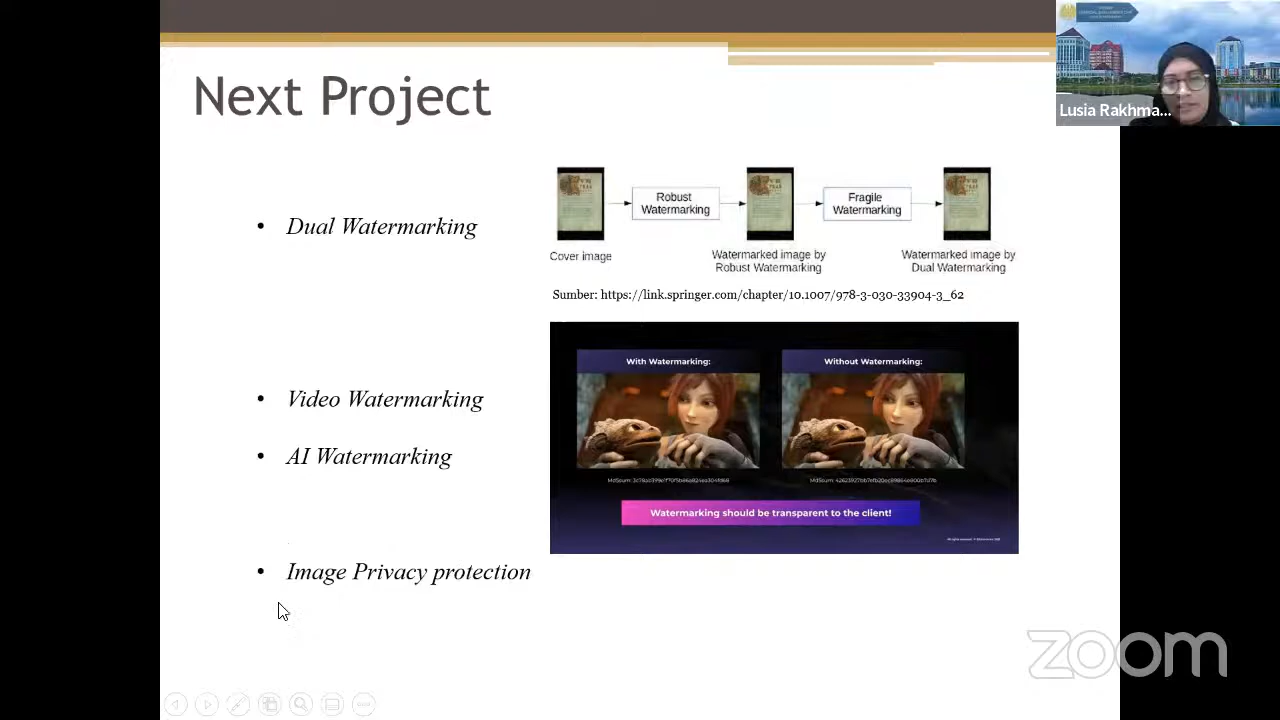 Next Project
Lusia Rakhma...
• Dual Watermarking
Robust
Watermarking
Fragile
Watermarking
Cover image
Watermarked image by
Robust Watermarking
Watermarked image by
Dual Watermarking
Sumber: https://link.springer.com/chapter/10.1007/978-3-030-33904-3_62
• Video Watermarking
• AI Watermarking
With Watermarking:
Without Watermarking:
Watermarking should be transparent to the client!
• Image Privacy protection
zoom